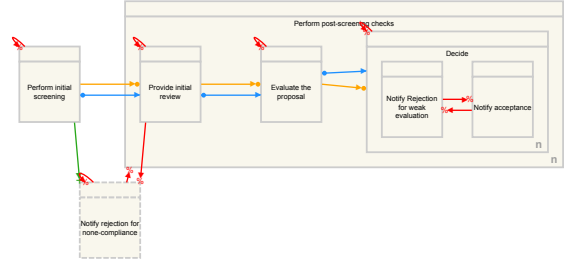 Perform post-screening checks
%
%
%
%
Decide
Perform initial
screening
Provide initial
review
Evaluate the
proposal
Notify Rejection
for weak
evaluation
%
%
Notify acceptance
n
n
%
%
%
Notify rejection for
none-compliance